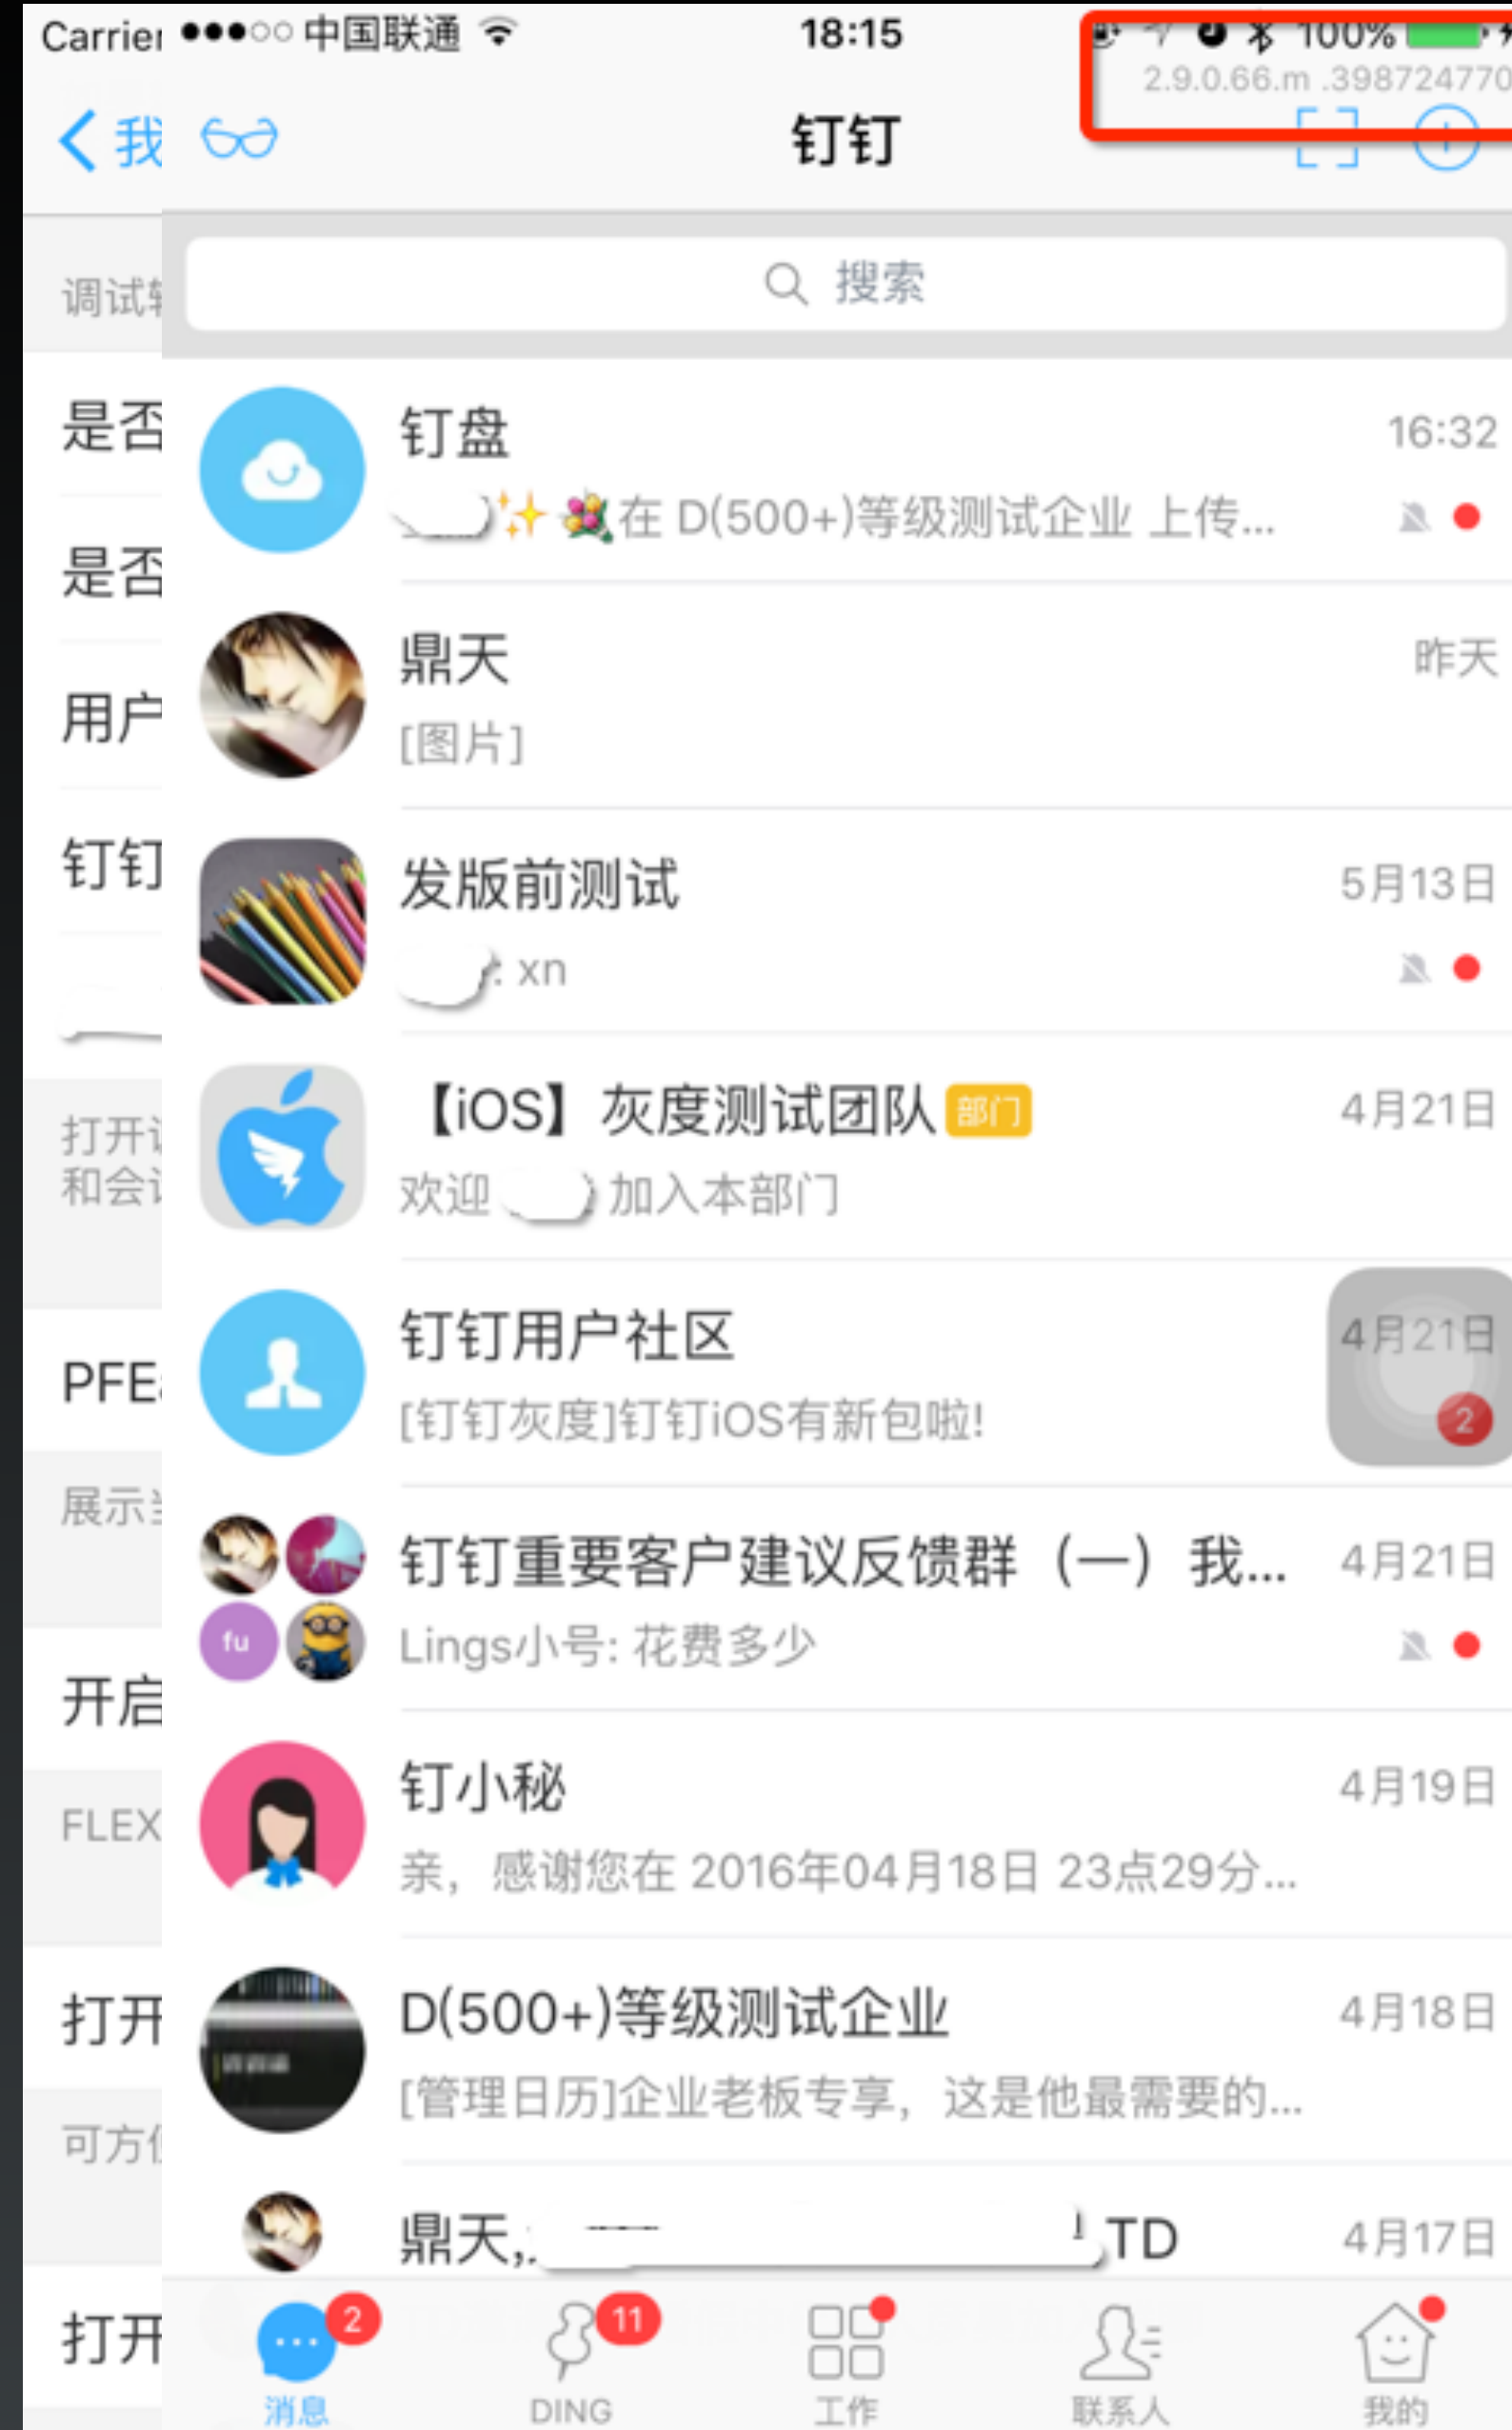 Carrier
中国联通
18:15
100%
2.9.0.66.m .398724770
我
钉钉
搜索
调试
是否
是否
用户
钉钉
打开
和会
PFE
展示
开启
FLEX
打开
可方
打开
钉盘
16:32
在 D(500+)等级测试企业 上传...
鼎天
昨天
[图片]
发版前测试
5月13日
: xn
【iOS】灰度测试团队 部门
4月21日
欢迎 加入本部门
钉钉用户社区
4月21日
[钉钉灰度]钉钉iOS有新包啦!
2
钉钉重要客户建议反馈群（一）我...
4月21日
fu
Lings小号: 花费多少
钉小秘
4月19日
亲，感谢您在 2016年04月18日 23点29分...
D(500+)等级测试企业
4月18日
[管理日历]企业老板专享，这是他最需要的...
鼎天,
TD
4月17日
2
11
消息
DING
工作
联系人
我的